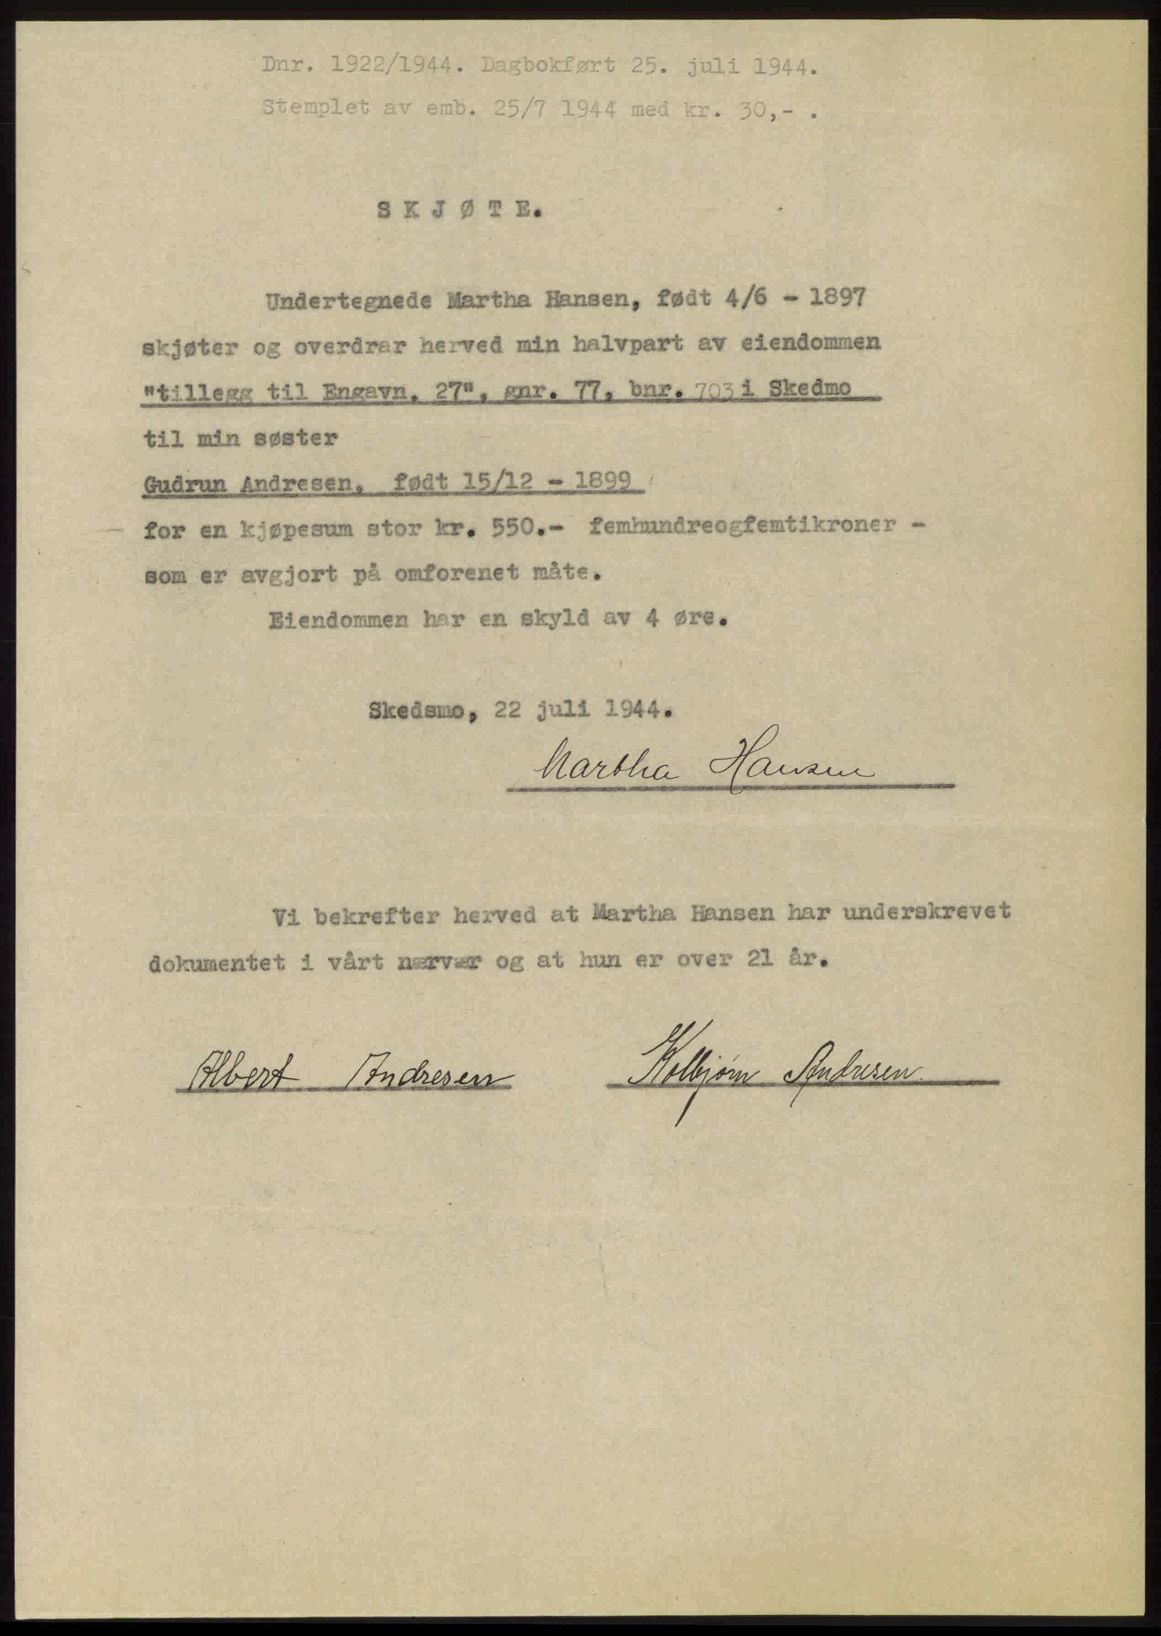 Dnr. 1922/1944. Dagbokført 25. juli 1944.
Stemplet av emb. 25/7 1944 med kr. 30,- .
S K J Ø T E.
Undertegnede Martha Hansen, født 4/6 - 1897
skjøter og overdrar herved min halvpart av eiendommen
"tillegg til Engavn. 27", gnr. 77, bnr. 703 i Skedmo
til min søster
Gudrun Andresen, født 15/12 - 1899
for en kjøpesum stor kr. 550.- femhundreogfemtikroner -
som er avgjort på omforenet måte.
Eiendommen har en skyld av 4 øre.
Skedsmo, 22 juli 1944.
Martha Hansen
Vi bekrefter herved at Martha Hansen har underskrevet
dokumentet i vårt nærvær og at hun er over 21 år.
Albert Andresen Kolbjørn Andresen.